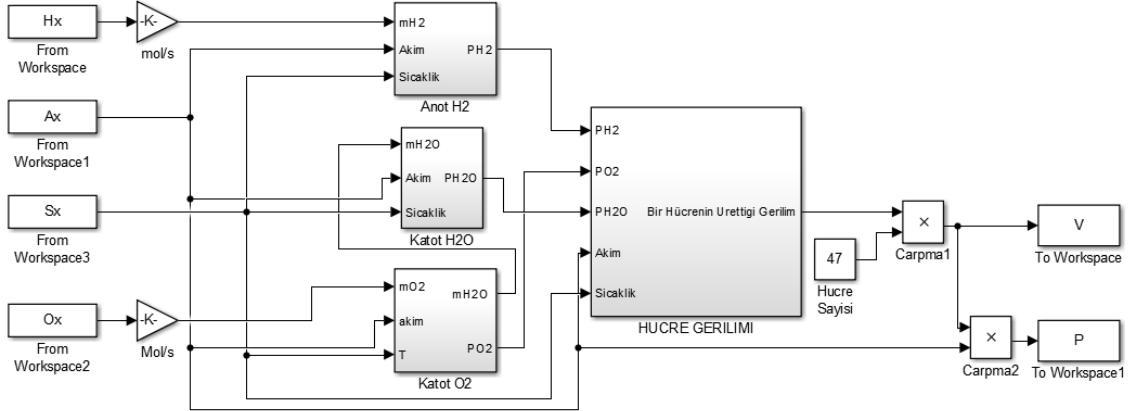 Hx
From
Workspace
-K-
mol/s
mH2
Akim
Sicaklik
PH2
Anot H2
Ax
From
Workspace1
mH2O
Akim
Sicaklik
PH2O
Katot H2O
Sx
From
Workspace3
Ox
From
Workspace2
-K-
Mol/s
mO2
akim
T
mH2O
PO2
Katot O2
PH2
PO2
PH2O
Akim
Sicaklik
Bir Hücrenin Urettigi Gerilim
HUCRE GERILIMI
47
Hucre
Sayisi
×
Carpma1
V
To Workspace
×
Carpma2
P
To Workspace1